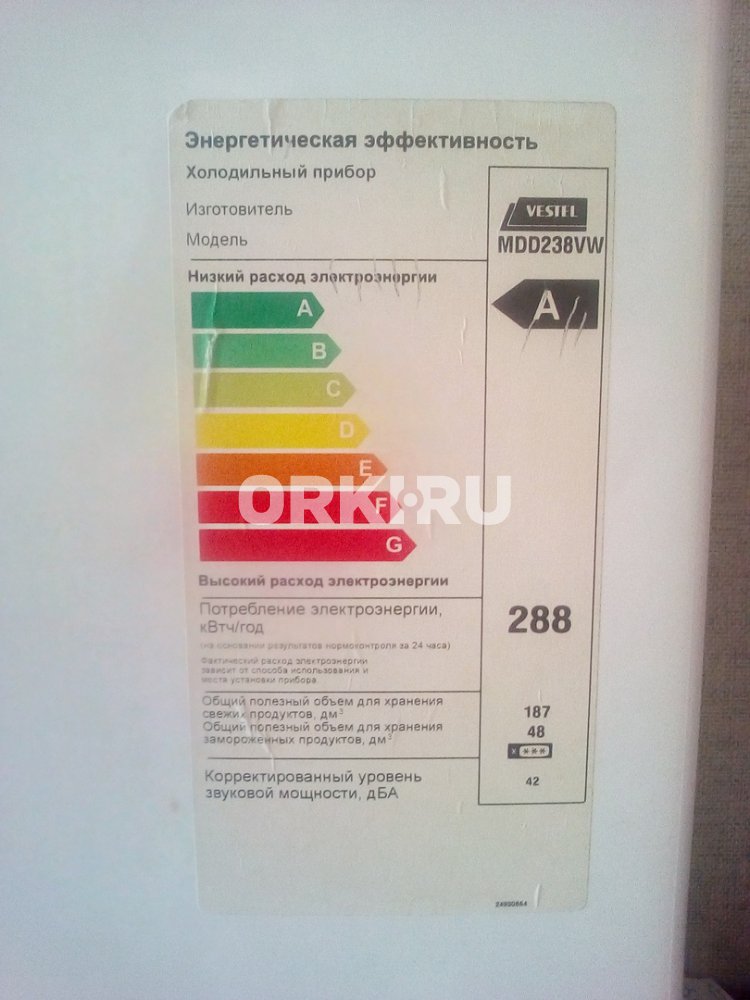 Энергетическая эффективность
Холодильный прибор
Изготовитель
VESTEL
Модель
MDD238VW
Низкий расход электроэнергии
A
A
B
C
D
E
F
G
ORKI.RU
Высокий расход электроэнергии
Потребление электроэнергии,
кВтч/год
288
(на основании результатов нормоконтроля за 24 часа)
Фактический расход электроэнергии
зависит от способа использования и
места установки прибора.
Общий полезный объем для хранения
свежих продуктов, дм³
187
Общий полезный объем для хранения
замороженных продуктов, дм³
48
* ***
Корректированный уровень
звуковой мощности, дБА
42